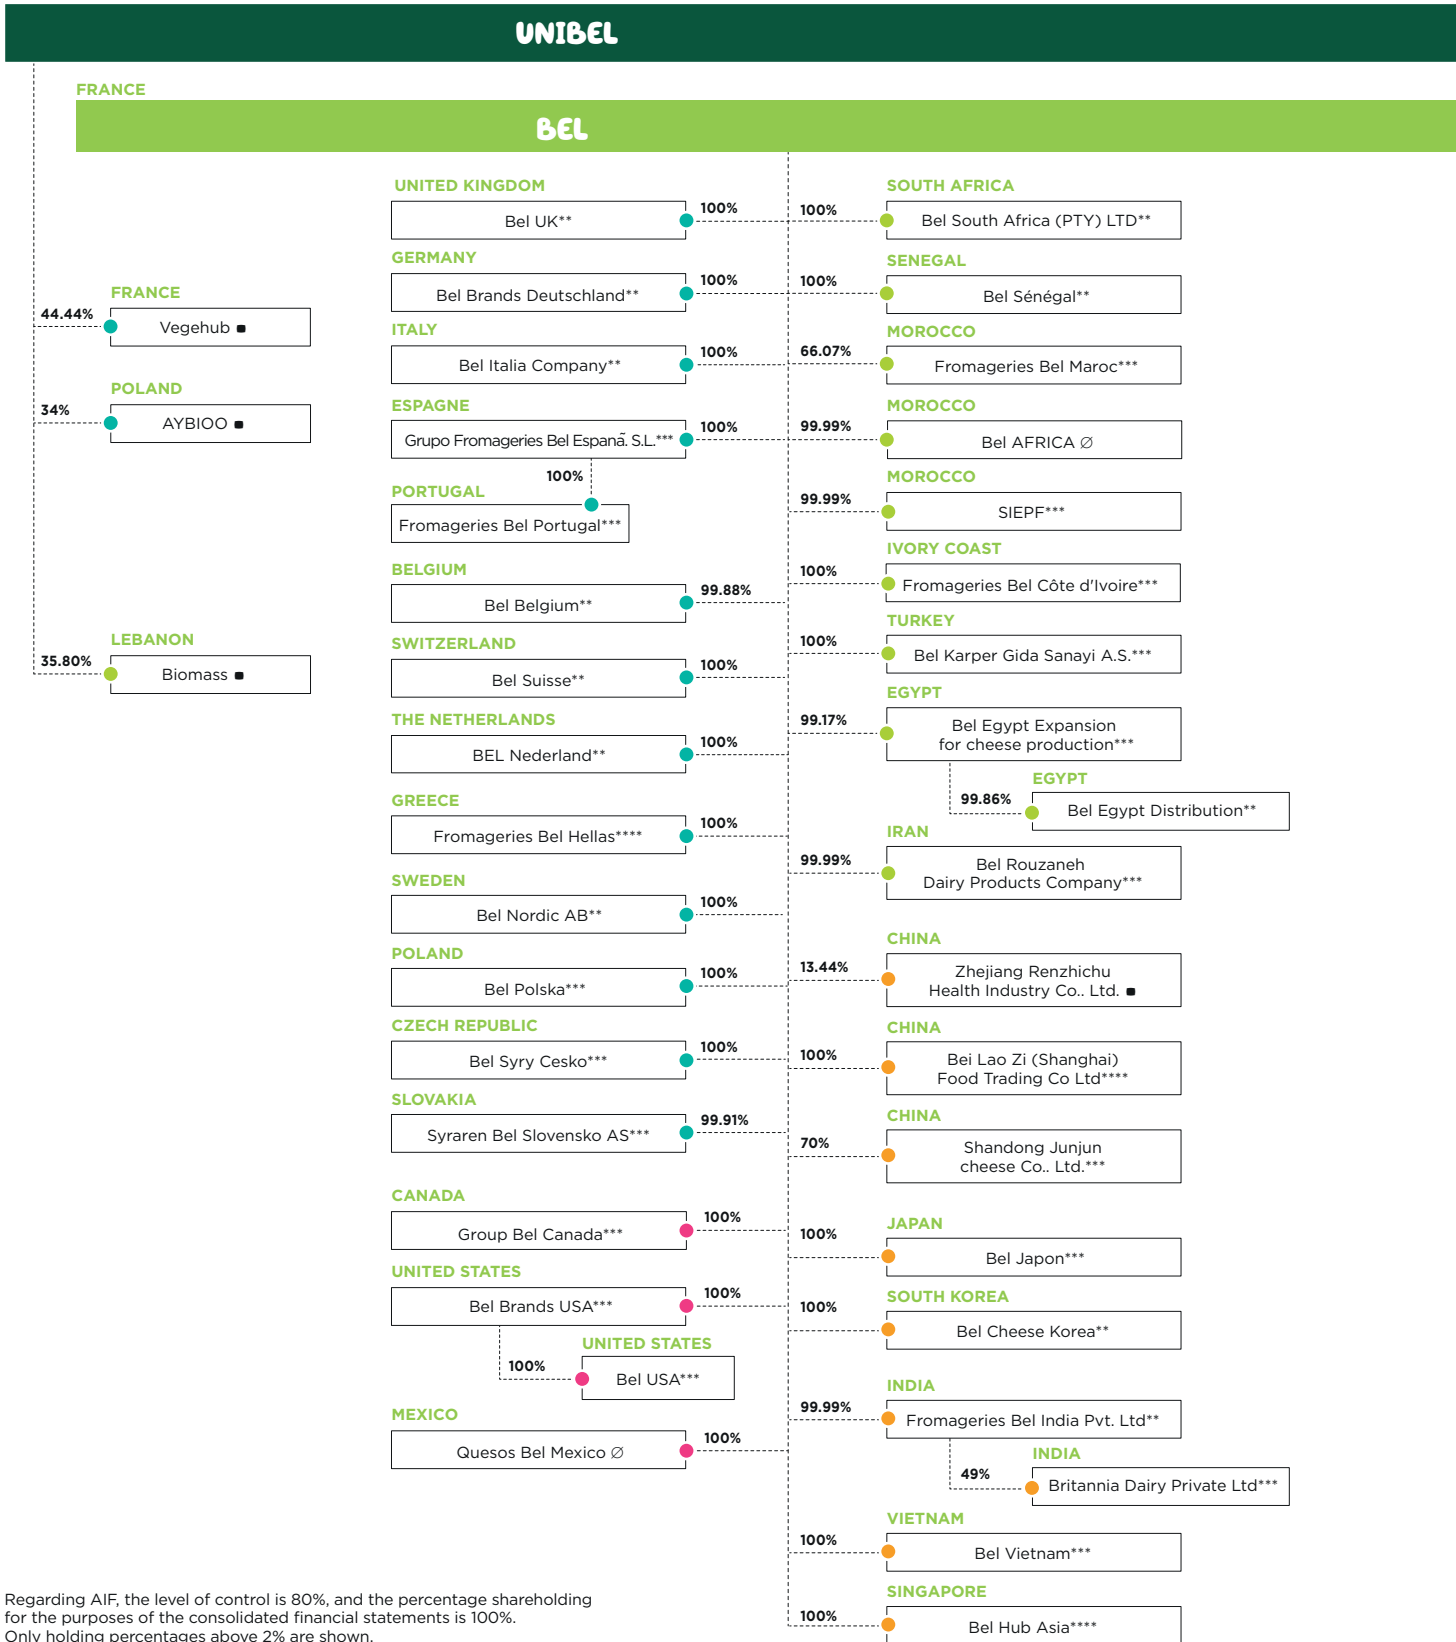 UNIBEL
FRANCE
BEL
44.44%
FRANCE
Vegehub
34%
POLAND
AYBIOO
35.80%
LEBANON
Biomass
UNITED KINGDOM
Bel UK**
100%
GERMANY
Bel Brands Deutschland**
100%
ITALY
Bel Italia Company**
100%
ESPAGNE
Grupo Fromageries Bel Espanã. S.L.***
100%
100%
PORTUGAL
Fromageries Bel Portugal***
BELGIUM
Bel Belgium**
99.88%
SWITZERLAND
Bel Suisse**
100%
THE NETHERLANDS
BEL Nederland**
100%
GREECE
Fromageries Bel Hellas****
100%
SWEDEN
Bel Nordic AB**
100%
POLAND
Bel Polska***
100%
CZECH REPUBLIC
Bel Syry Cesko***
100%
SLOVAKIA
Syraren Bel Slovensko AS***
99.91%
CANADA
Group Bel Canada***
100%
UNITED STATES
Bel Brands USA***
100%
UNITED STATES
100%
Bel USA***
MEXICO
Quesos Bel Mexico ∅
100%
SOUTH AFRICA
100%
Bel South Africa (PTY) LTD**
SENEGAL
100%
Bel Sénégal**
MOROCCO
66.07%
Fromageries Bel Maroc***
MOROCCO
99.99%
Bel AFRICA ∅
MOROCCO
99.99%
SIEPF***
IVORY COAST
100%
Fromageries Bel Côte d'Ivoire***
TURKEY
100%
Bel Karper Gida Sanayi A.S.***
EGYPT
99.17%
Bel Egypt Expansion
for cheese production***
EGYPT
99.86%
Bel Egypt Distribution**
IRAN
99.99%
Bel Rouzaneh
Dairy Products Company***
CHINA
13.44%
Zhejiang Renzhichu
Health Industry Co.. Ltd.
CHINA
100%
Bei Lao Zi (Shanghai)
Food Trading Co Ltd****
CHINA
70%
Shandong Junjun
cheese Co.. Ltd.***
JAPAN
100%
Bel Japon***
SOUTH KOREA
100%
Bel Cheese Korea**
INDIA
99.99%
Fromageries Bel India Pvt. Ltd**
INDIA
49%
Britannia Dairy Private Ltd***
VIETNAM
100%
Bel Vietnam***
SINGAPORE
100%
Bel Hub Asia****
Regarding AIF, the level of control is 80%, and the percentage shareholding
for the purposes of the consolidated financial statements is 100%.
Only holding percentages above 2% are shown.